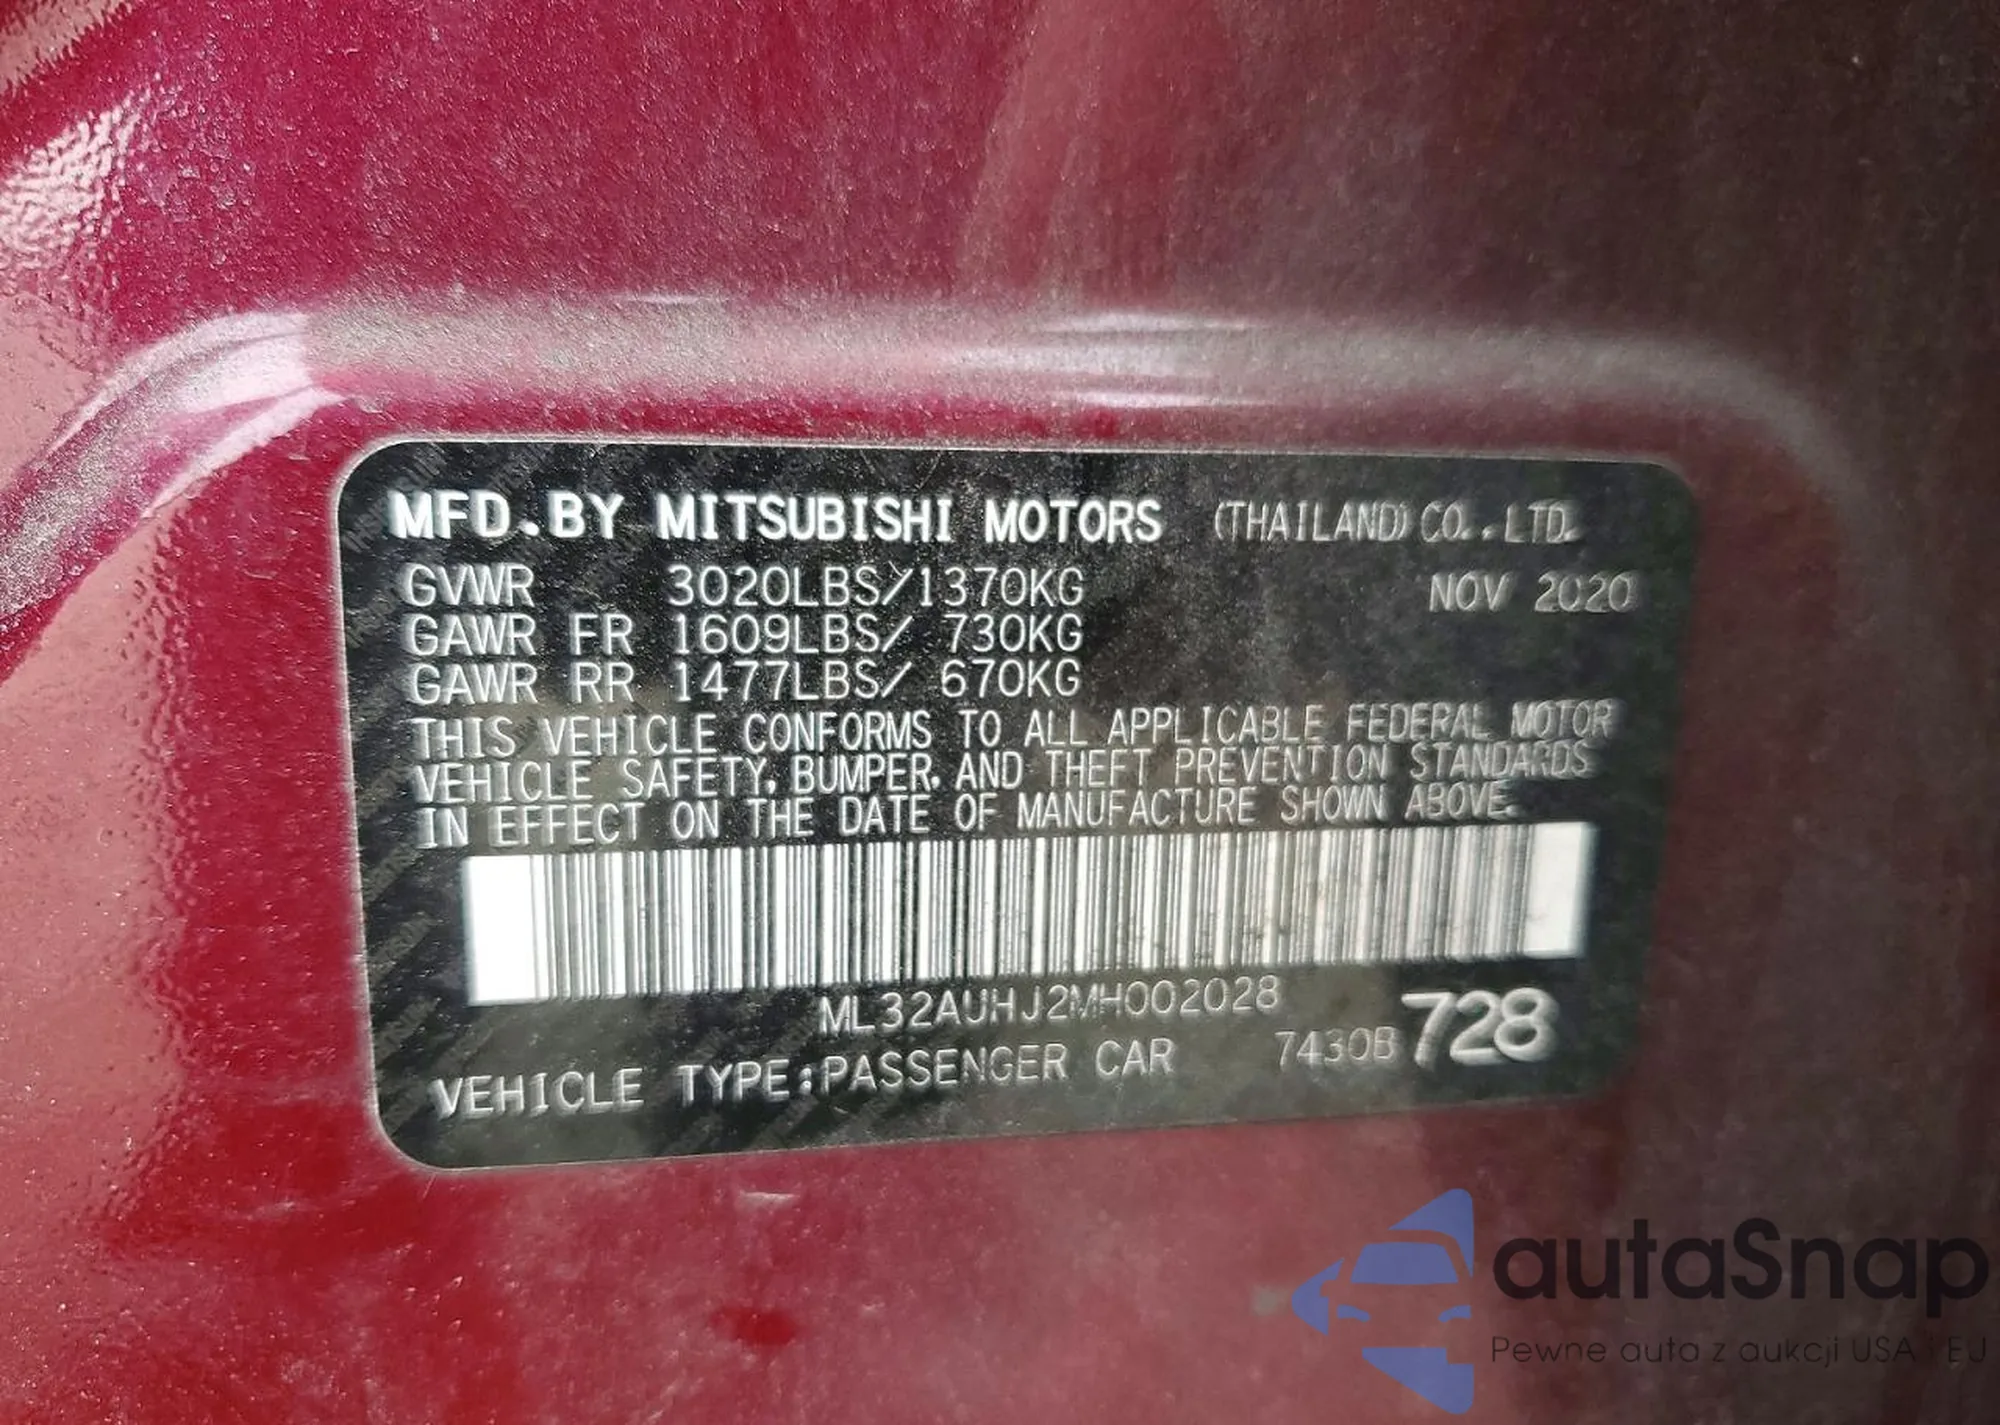 MFD.BY MITSUBISHI MOTORS (THAILAND) CO.,LTD.
GVWR 3020LBS/1370KG NOV 2020
GAWR FR 1609LBS/ 730KG
GAWR RR 1477LBS/ 670KG
THIS VEHICLE CONFORMS TO ALL APPLICABLE FEDERAL MOTOR
VEHICLE SAFETY, BUMPER, AND THEFT PREVENTION STANDARDS
IN EFFECT ON THE DATE OF MANUFACTURE SHOWN ABOVE.
ML32AUHJ2MH002028
VEHICLE TYPE:PASSENGER CAR 7430B 728
autaSnap
Pewne auta z aukcji USA i EU